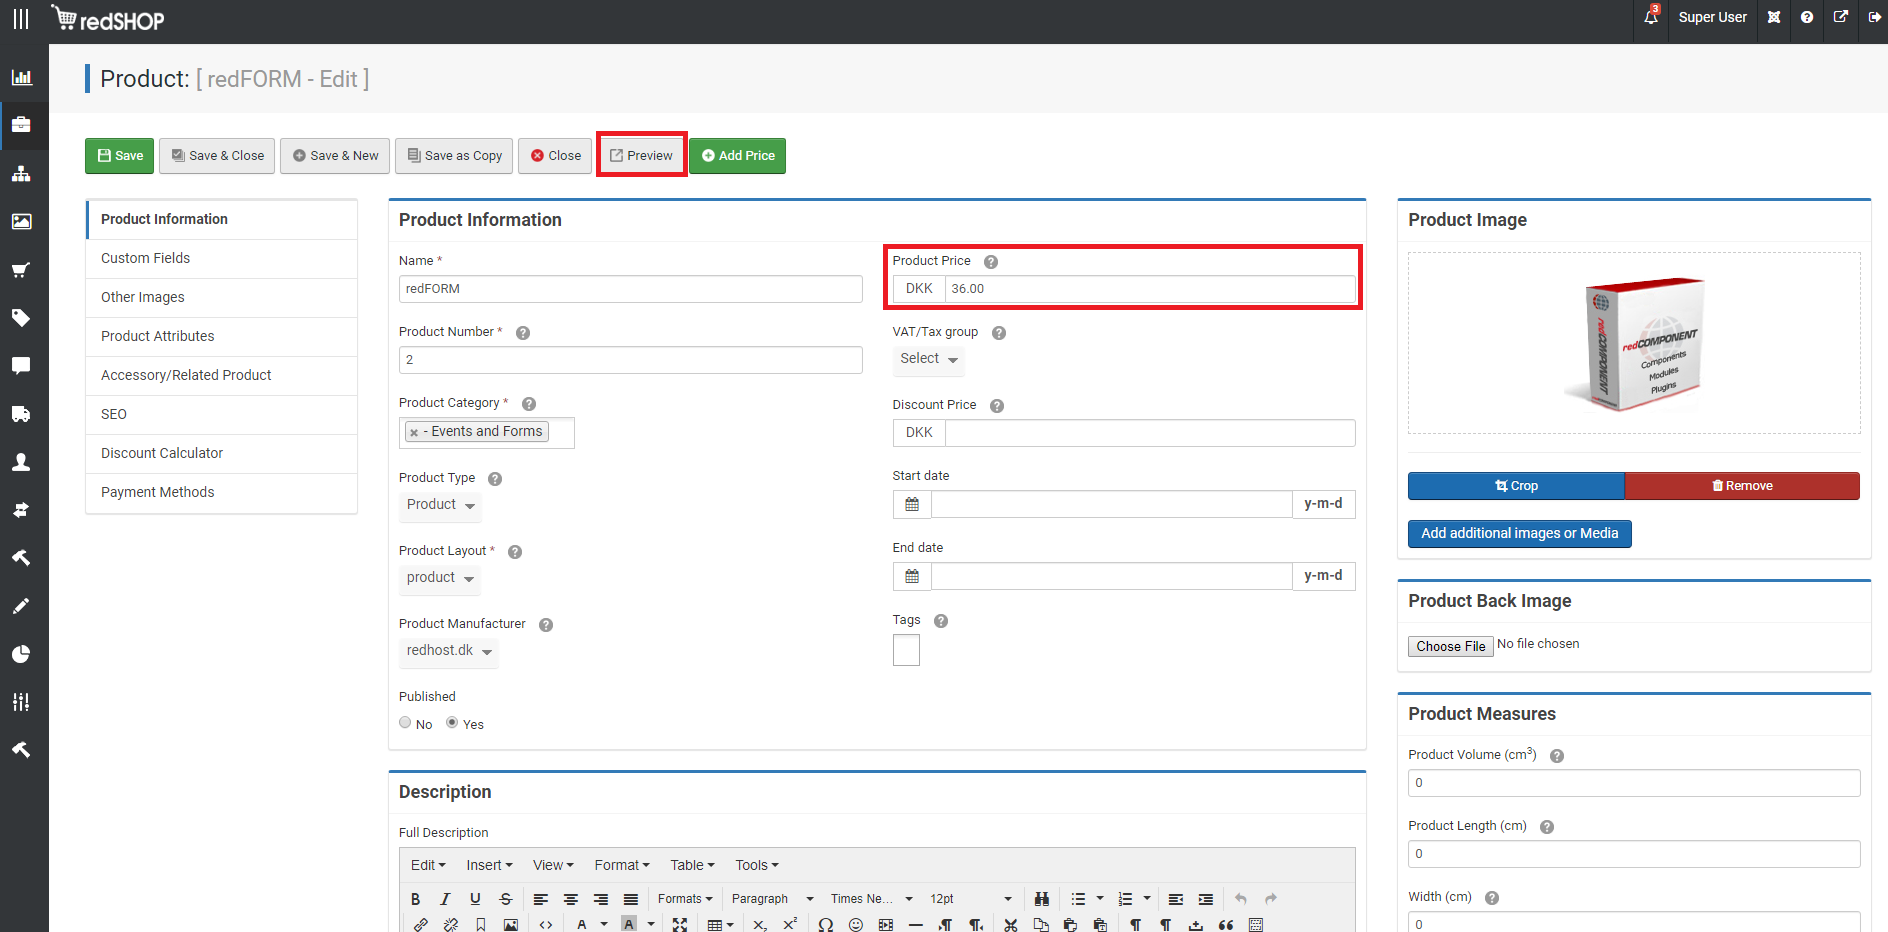 redSHOP
3
Super User
Product: [ redFORM - Edit ]
Save
Save & Close
Save & New
Save as Copy
Close
Preview
Add Price
Product Information
Custom Fields
Other Images
Product Attributes
Accessory/Related Product
SEO
Discount Calculator
Payment Methods
Product Information
Name *
redFORM
Product Number *
2
Product Category *
- Events and Forms
Product Type
Product
Product Layout *
product
Product Manufacturer
redhost.dk
Published
No
Yes
Product Price
DKK
36.00
VAT/Tax group
Select
Discount Price
DKK
Start date
y-m-d
End date
y-m-d
Tags
Description
Full Description
Edit
Insert
View
Format
Table
Tools
B I U S
Formats
Paragraph
Times Ne...
12pt
Product Image
redCOMPONENT
redCOMPONENT
Components
Modules
Plugins
Crop
Remove
Add additional images or Media
Product Back Image
Choose File No file chosen
Product Measures
Product Volume (cm³)
0
Product Length (cm)
0
Width (cm)
0